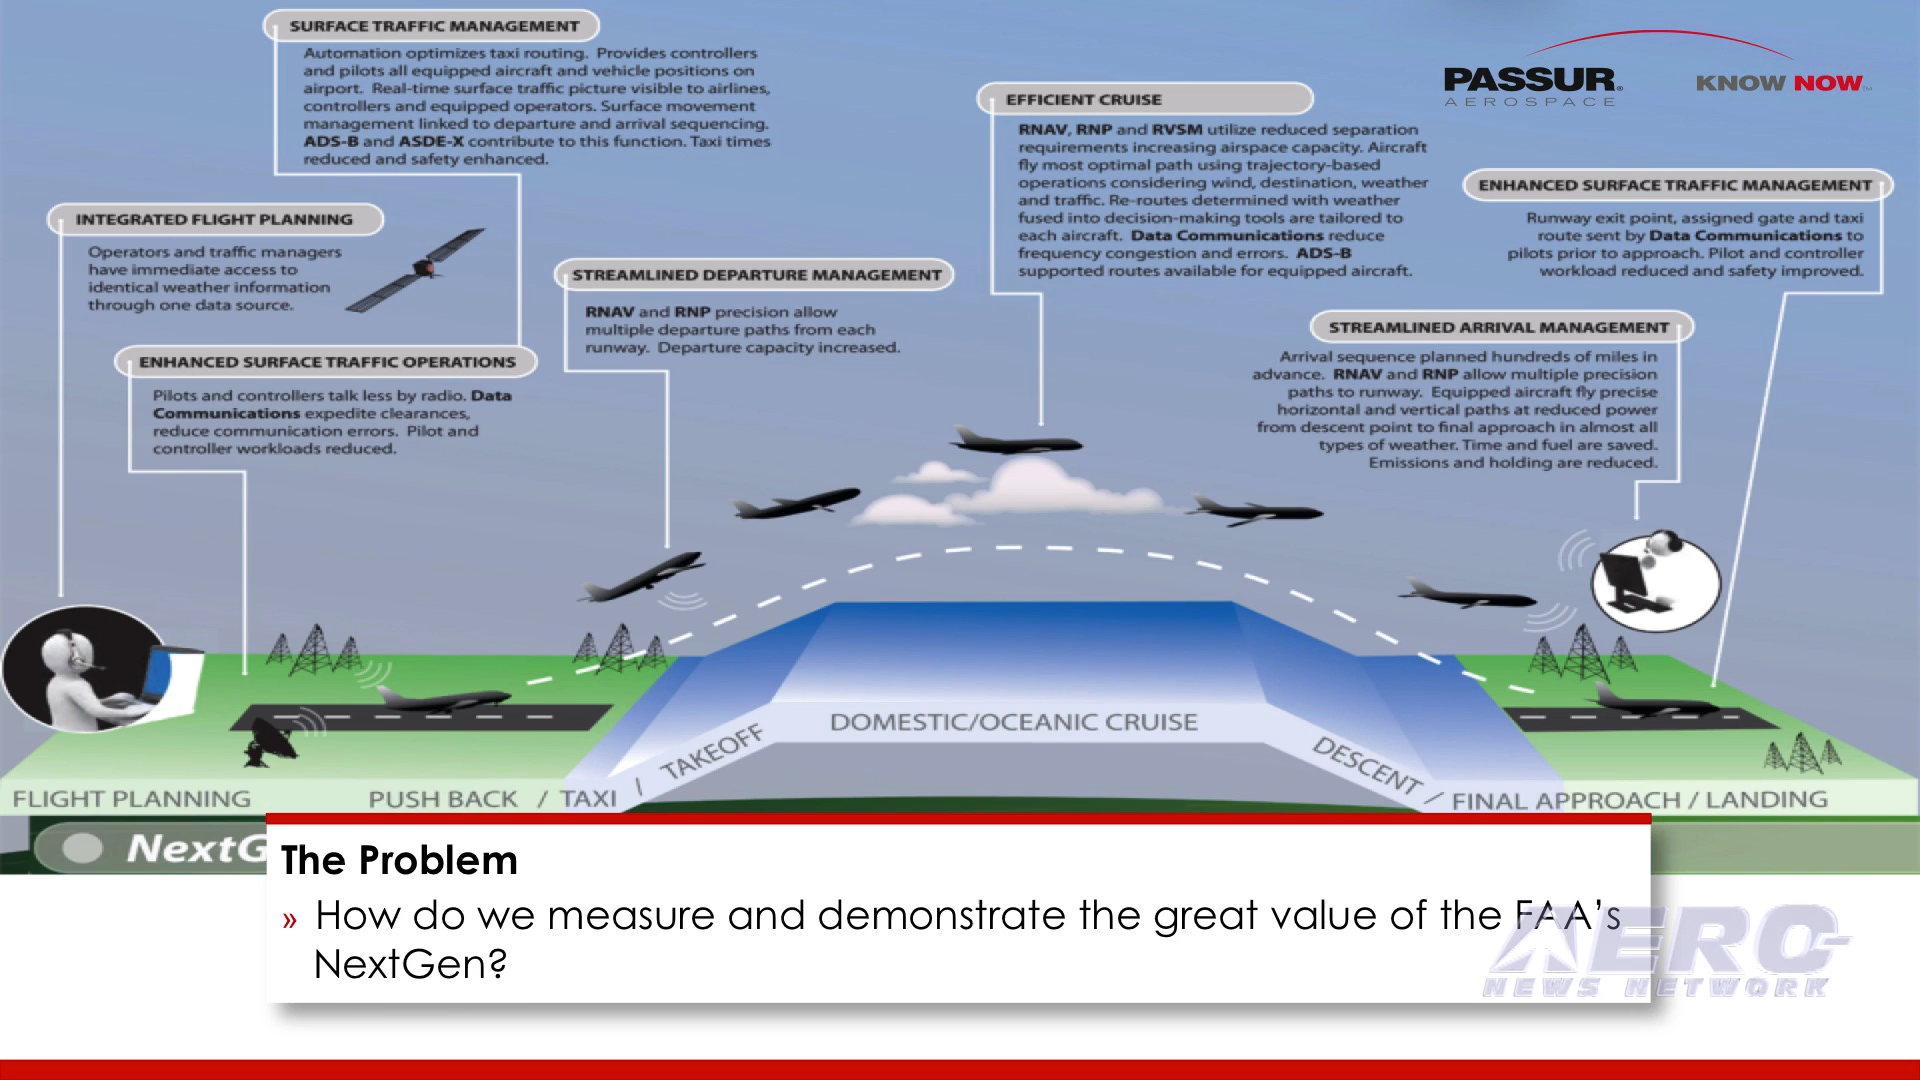 SURFACE TRAFFIC MANAGEMENT
Automation optimizes taxi routing. Provides controllers
and pilots all equipped aircraft and vehicle positions on
airport. Real-time surface traffic picture visible to airlines,
controllers and equipped operators. Surface movement
management linked to departure and arrival sequencing.
ADS-B and ASDE-X contribute to this function. Taxi times
reduced and safety enhanced.
PASSUR®
AEROSPACE
KNOW NOW
EFFICIENT CRUISE
RNAV, RNP and RVSM utilize reduced separation
requirements increasing airspace capacity. Aircraft
fly most optimal path using trajectory-based
operations considering wind, destination, weather
and traffic. Re-routes determined with weather
fused into decision-making tools are tailored to
each aircraft. Data Communications reduce
frequency congestion and errors. ADS-B
supported routes available for equipped aircraft.
ENHANCED SURFACE TRAFFIC MANAGEMENT
Runway exit point, assigned gate and taxi
route sent by Data Communications to
pilots prior to approach. Pilot and controller
workload reduced and safety improved.
INTEGRATED FLIGHT PLANNING
Operators and traffic managers
have immediate access to
identical weather information
through one data source.
STREAMLINED DEPARTURE MANAGEMENT
RNAV and RNP precision allow
multiple departure paths from each
runway. Departure capacity increased.
STREAMLINED ARRIVAL MANAGEMENT
Arrival sequence planned hundreds of miles in
advance. RNAV and RNP allow multiple precision
paths to runway. Equipped aircraft fly precise
horizontal and vertical paths at reduced power
from descent point to final approach in almost all
types of weather. Time and fuel are saved.
Emissions and holding are reduced.
ENHANCED SURFACE TRAFFIC OPERATIONS
Pilots and controllers talk less by radio. Data
Communications expedite clearances,
reduce communication errors. Pilot and
controller workloads reduced.
FLIGHT PLANNING
PUSH BACK / TAXI / TAKEOFF
DOMESTIC/OCEANIC CRUISE
DESCENT / FINAL APPROACH / LANDING
NextG
The Problem
» How do we measure and demonstrate the great value of the FAA's
NextGen?
AERO-
NEWS NETWORK